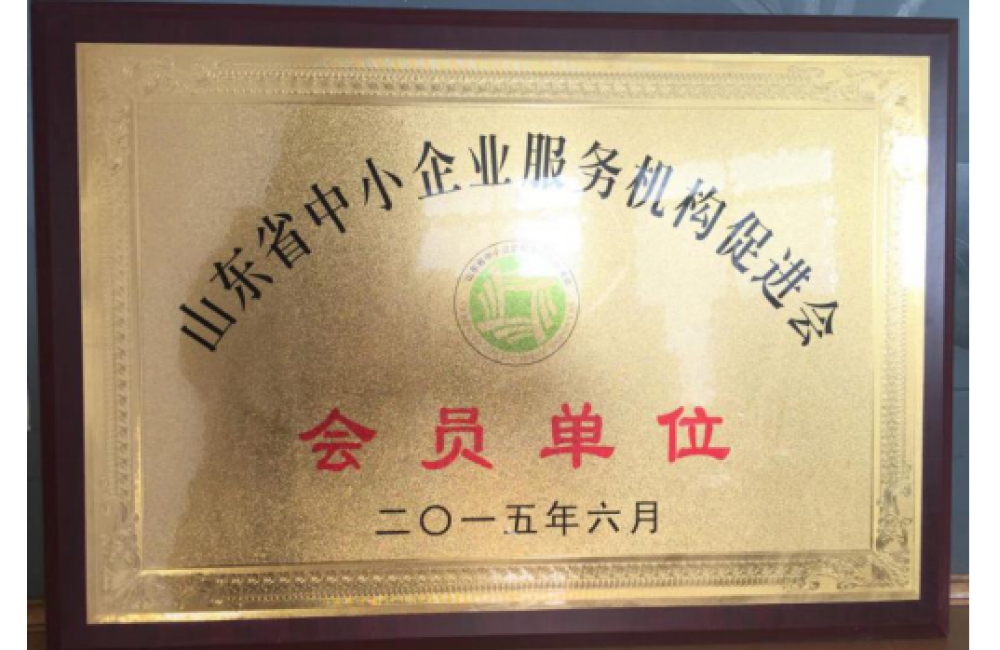 山东省中小企业服务机构促进会
会员单位
二〇一五年六月